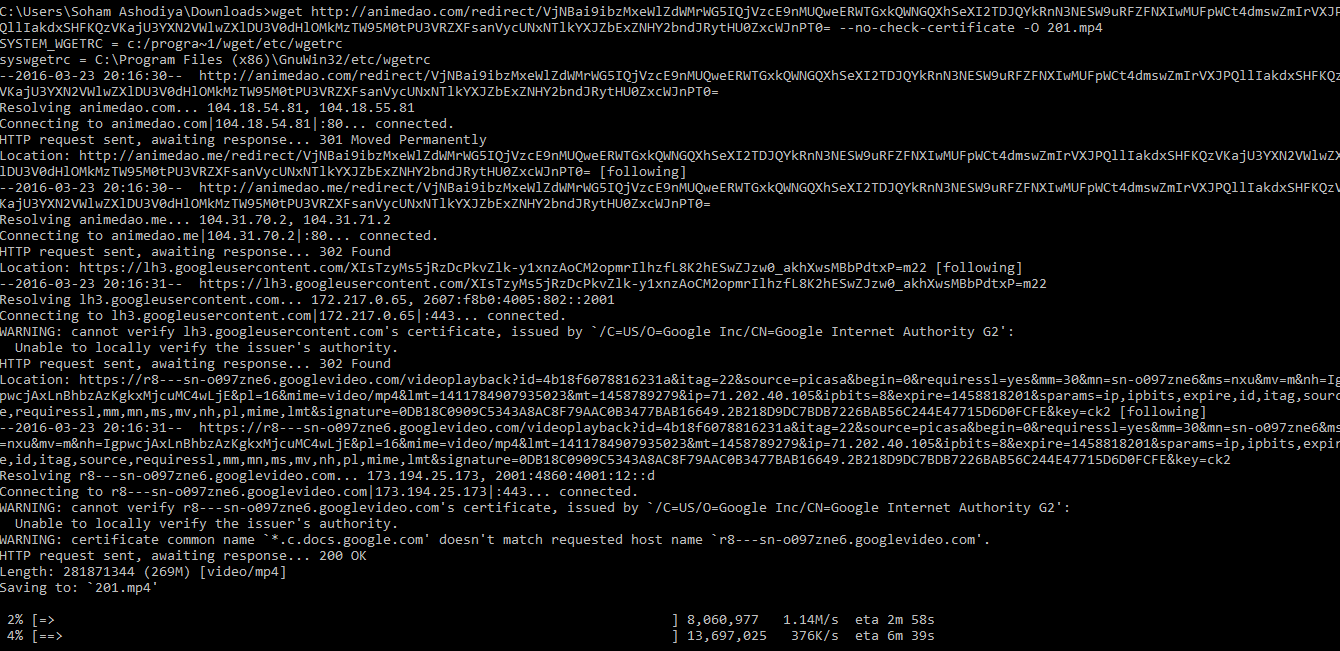 C:\Users\Soham Ashodiya\Downloads>wget http://animedao.com/redirect/VjNBai9ibzMxeWlZdWMrWG5IQjVzcE9nMUQweERWTGxkQWNGQXhSeXI2TDJQYkRnN3NESW9uRFZFNXIwMUFpWCt4dmswZmIrVXJP
QllIakdxSHFKQzVKajU3YXN2VWlwZXlDU3V0dHlOMkMzTW95M0tPU3VRZXFsanVycUNxNTlkYXJZbExZNHY2bndJRytHU0ZxcWJnPT0= --no-check-certificate -O 201.mp4
SYSTEM_WGETRC = c:/progra~1/wget/etc/wgetrc
syswgetrc = C:\Program Files (x86)\GnuWin32/etc/wgetrc
--2016-03-23 20:16:30--  http://animedao.com/redirect/VjNBai9ibzMxeWlZdWMrWG5IQjVzcE9nMUQweERWTGxkQWNGQXhSeXI2TDJQYkRnN3NESW9uRFZFNXIwMUFpWCt4dmswZmIrVXJPQllIakdxSHFKQz
VKajU3YXN2VWlwZXlDU3V0dHlOMkMzTW95M0tPU3VRZXFsanVycUNxNTlkYXJZbExZNHY2bndJRytHU0ZxcWJnPT0=
Resolving animedao.com... 104.18.54.81, 104.18.55.81
Connecting to animedao.com|104.18.54.81|:80... connected.
HTTP request sent, awaiting response... 301 Moved Permanently
Location: http://animedao.me/redirect/VjNBai9ibzMxeWlZdWMrWG5IQjVzcE9nMUQweERWTGxkQWNGQXhSeXI2TDJQYkRnN3NESW9uRFZFNXIwMUFpWCt4dmswZmIrVXJPQllIakdxSHFKQzVKajU3YXN2VWlwZX
lDU3V0dHlOMkMzTW95M0tPU3VRZXFsanVycUNxNTlkYXJZbExZNHY2bndJRytHU0ZxcWJnPT0= [following]
--2016-03-23 20:16:30--  http://animedao.me/redirect/VjNBai9ibzMxeWlZdWMrWG5IQjVzcE9nMUQweERWTGxkQWNGQXhSeXI2TDJQYkRnN3NESW9uRFZFNXIwMUFpWCt4dmswZmIrVXJPQllIakdxSHFKQzV
KajU3YXN2VWlwZXlDU3V0dHlOMkMzTW95M0tPU3VRZXFsanVycUNxNTlkYXJZbExZNHY2bndJRytHU0ZxcWJnPT0=
Resolving animedao.me... 104.31.70.2, 104.31.71.2
Connecting to animedao.me|104.31.70.2|:80... connected.
HTTP request sent, awaiting response... 302 Found
Location: https://lh3.googleusercontent.com/XIsTzyMs5jRzDcPkvZlk-y1xnzAoCM2opmrIlhzfL8K2hESwZJzw0_akhXwsMBbPdtxP=m22 [following]
--2016-03-23 20:16:31--  https://lh3.googleusercontent.com/XIsTzyMs5jRzDcPkvZlk-y1xnzAoCM2opmrIlhzfL8K2hESwZJzw0_akhXwsMBbPdtxP=m22
Resolving lh3.googleusercontent.com... 172.217.0.65, 2607:f8b0:4005:802::2001
Connecting to lh3.googleusercontent.com|172.217.0.65|:443... connected.
WARNING: cannot verify lh3.googleusercontent.com's certificate, issued by `/C=US/O=Google Inc/CN=Google Internet Authority G2':
  Unable to locally verify the issuer's authority.
HTTP request sent, awaiting response... 302 Found
Location: https://r8---sn-o097zne6.googlevideo.com/videoplayback?id=4b18f6078816231a&itag=22&source=picasa&begin=0&requiressl=yes&mm=30&mn=sn-o097zne6&ms=nxu&mv=m&nh=Ig
pwcjAxLnBhbzAzKgkxMjcuMC4wLjE&pl=16&mime=video/mp4&lmt=1411784907935023&mt=1458789279&ip=71.202.40.105&ipbits=8&expire=1458818201&sparams=ip,ipbits,expire,id,itag,sourc
e,requiressl,mm,mn,ms,mv,nh,pl,mime,lmt&signature=0DB18C0909C5343A8AC8F79AAC0B3477BAB16649.2B218D9DC7BDB7226BAB56C244E47715D6D0FCFE&key=ck2 [following]
--2016-03-23 20:16:31--  https://r8---sn-o097zne6.googlevideo.com/videoplayback?id=4b18f6078816231a&itag=22&source=picasa&begin=0&requiressl=yes&mm=30&mn=sn-o097zne6&ms
=nxu&mv=m&nh=IgpwcjAxLnBhbzAzKgkxMjcuMC4wLjE&pl=16&mime=video/mp4&lmt=1411784907935023&mt=1458789279&ip=71.202.40.105&ipbits=8&expire=1458818201&sparams=ip,ipbits,expir
e,id,itag,source,requiressl,mm,mn,ms,mv,nh,pl,mime,lmt&signature=0DB18C0909C5343A8AC8F79AAC0B3477BAB16649.2B218D9DC7BDB7226BAB56C244E47715D6D0FCFE&key=ck2
Resolving r8---sn-o097zne6.googlevideo.com... 173.194.25.173, 2001:4860:4001:12::d
Connecting to r8---sn-o097zne6.googlevideo.com|173.194.25.173|:443... connected.
WARNING: cannot verify r8---sn-o097zne6.googlevideo.com's certificate, issued by `/C=US/O=Google Inc/CN=Google Internet Authority G2':
  Unable to locally verify the issuer's authority.
WARNING: certificate common name `*.c.docs.google.com' doesn't match requested host name `r8---sn-o097zne6.googlevideo.com'.
HTTP request sent, awaiting response... 200 OK
Length: 281871344 (269M) [video/mp4]
Saving to: `201.mp4'
2% [=> ] 8,060,977   1.14M/s  eta 2m 58s
4% [==> ] 13,697,025   376K/s  eta 6m 39s